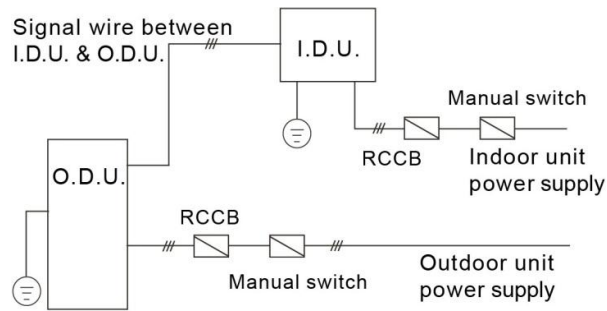 Signal wire between
I.D.U. & O.D.U.
I.D.U.
Manual switch
RCCB
Indoor unit
power supply
O.D.U.
RCCB
Manual switch
Outdoor unit
power supply